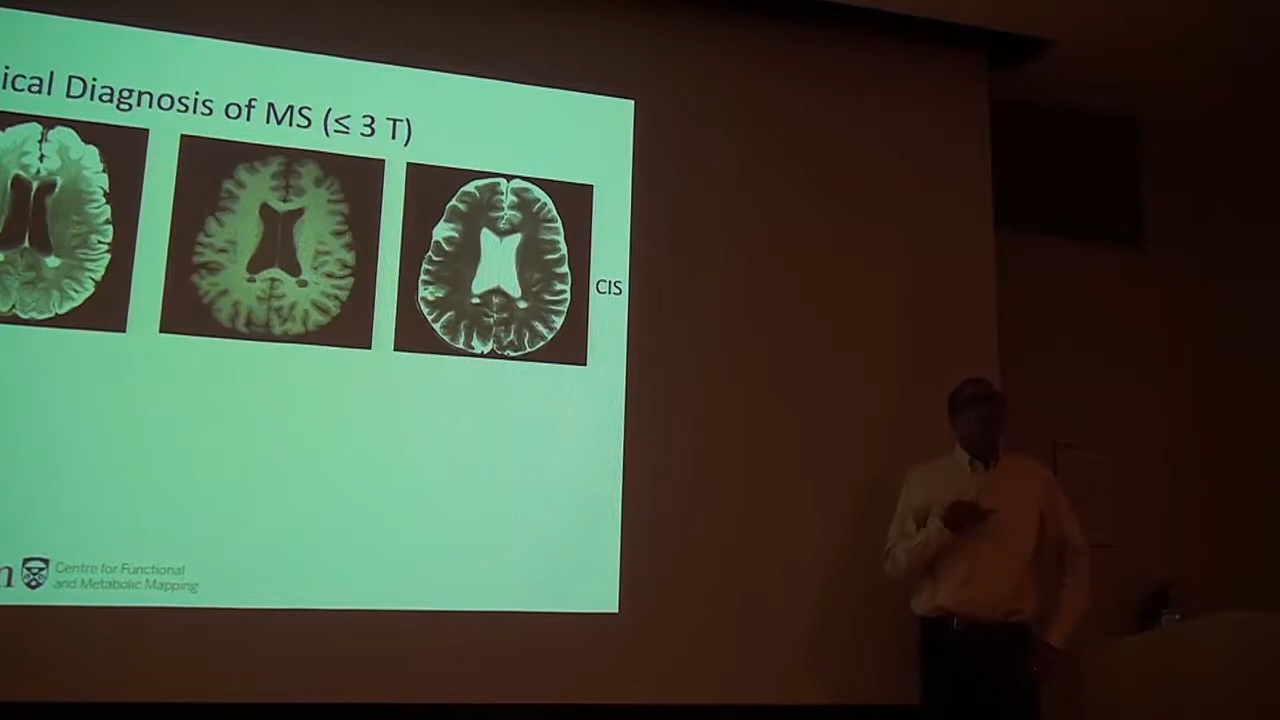 ical Diagnosis of MS (≤ 3 T)
CIS
n
Centre for Functional
and Metabolic Mapping